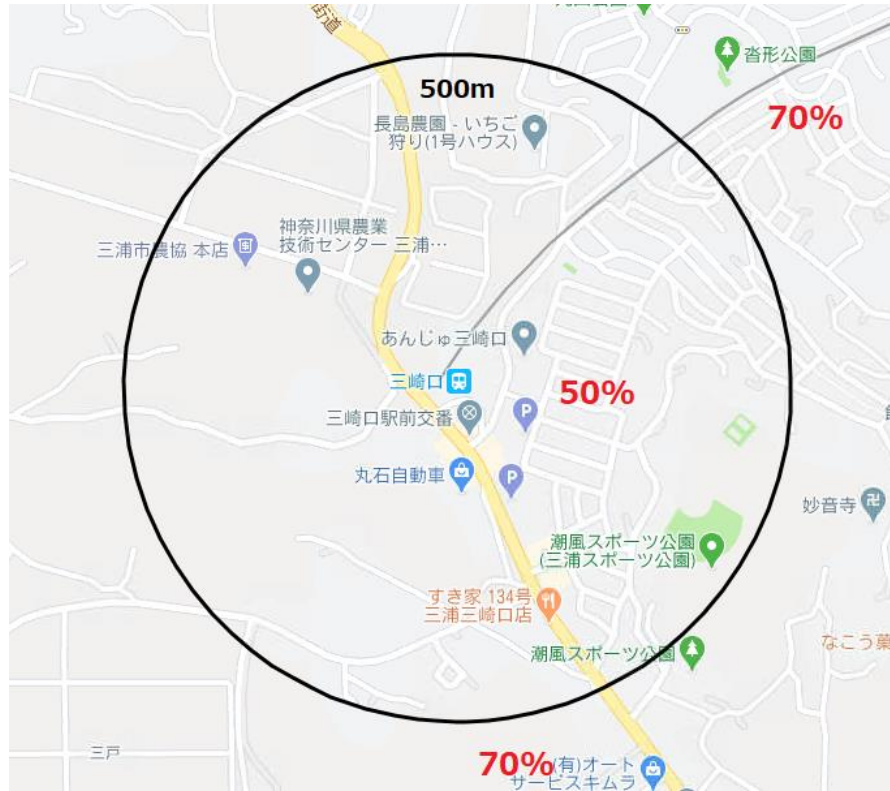 街道
沓形公園
500m
70%
長島農園 - いちご
狩り(1号ハウス)
神奈川県農業
技術センター 三浦…
三浦市農協 本店
あんじゅ三崎口
三崎口
50%
三崎口駅前交番
P
丸石自動車
P
妙音寺
潮風スポーツ公園
(三浦スポーツ公園)
すき家 134号
三浦三崎口店
潮風スポーツ公園
なこう菓
三戸
70%
(有)オート
サービスキムラ